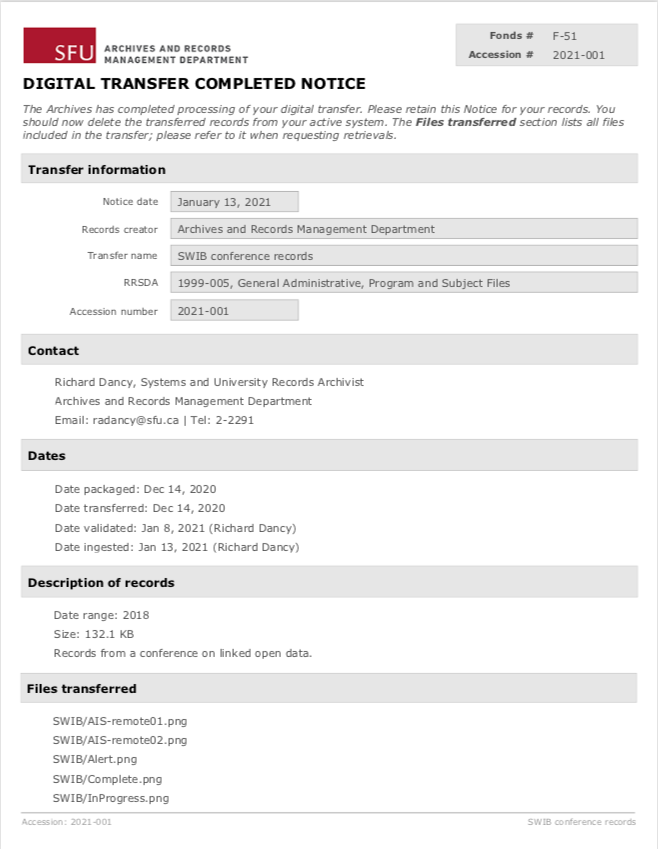 SFU ARCHIVES AND RECORDS
MANAGEMENT DEPARTMENT
Fonds # F-51
Accession # 2021-001
DIGITAL TRANSFER COMPLETED NOTICE
The Archives has completed processing of your digital transfer. Please retain this Notice for your records. You
should now delete the transferred records from your active system. The Files transferred section lists all files
included in the transfer; please refer to it when requesting retrievals.
Transfer information
Notice date January 13, 2021
Records creator Archives and Records Management Department
Transfer name SWIB conference records
RRSDA 1999-005, General Administrative, Program and Subject Files
Accession number 2021-001
Contact
Richard Dancy, Systems and University Records Archivist
Archives and Records Management Department
Email: radancy@sfu.ca | Tel: 2-2291
Dates
Date packaged: Dec 14, 2020
Date transferred: Dec 14, 2020
Date validated: Jan 8, 2021 (Richard Dancy)
Date ingested: Jan 13, 2021 (Richard Dancy)
Description of records
Date range: 2018
Size: 132.1 KB
Records from a conference on linked open data.
Files transferred
SWIB/AIS-remote01.png
SWIB/AIS-remote02.png
SWIB/Alert.png
SWIB/Complete.png
SWIB/InProgress.png
Accession: 2021-001 SWIB conference records